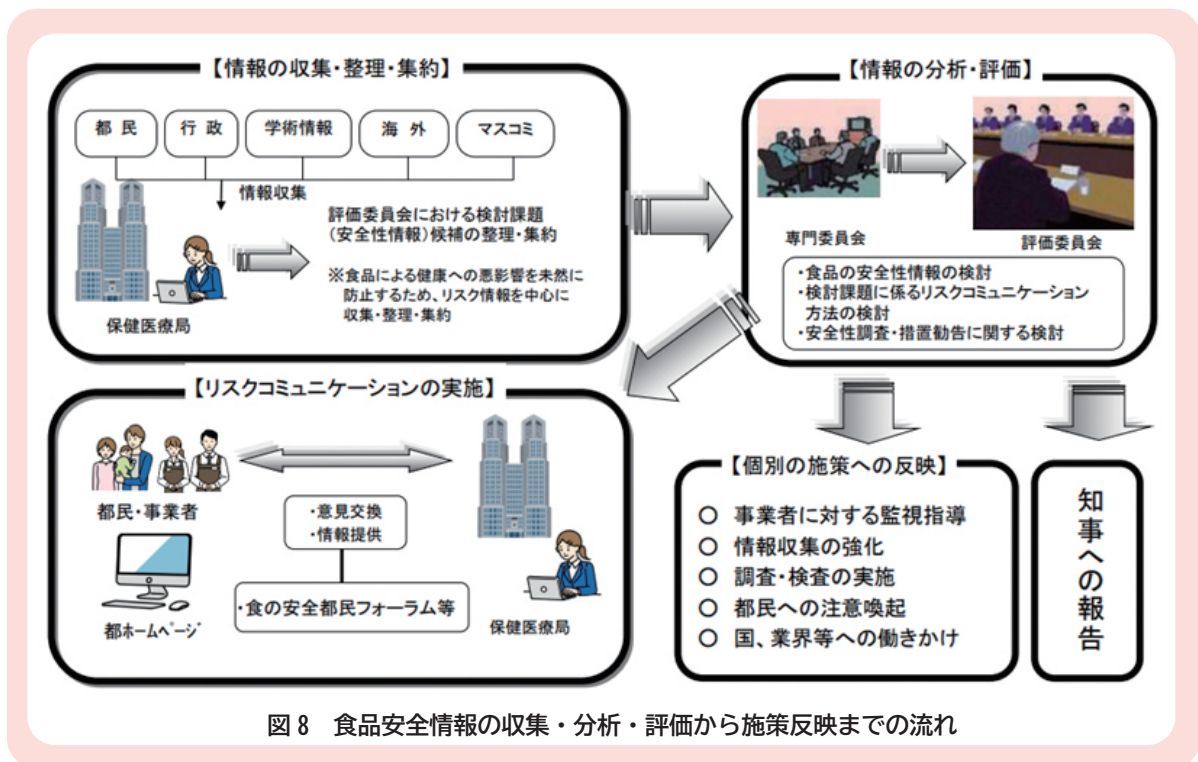 【情報の収集・整理・集約】
都 民
行 政
学術情報
海 外
マスコミ
情報収集
評価委員会における検討課題
（安全性情報）候補の整理・集約
※食品による健康への悪影響を未然に
防止するため、リスク情報を中心に
収集・整理・集約
保健医療局
【情報の分析・評価】
専門委員会
評価委員会
・食品の安全性情報の検討
・検討課題に係るリスクコミュニケーション
方法の検討
・安全性調査・措置勧告に関する検討
【リスクコミュニケーションの実施】
都民・事業者
・意見交換
・情報提供
・食の安全都民フォーラム等
都ホームページ
保健医療局
【個別の施策への反映】
○ 事業者に対する監視指導
○ 情報収集の強化
○ 調査・検査の実施
○ 都民への注意喚起
○ 国、業界等への働きかけ
知事への報告
図 8 食品安全情報の収集・分析・評価から施策反映までの流れ